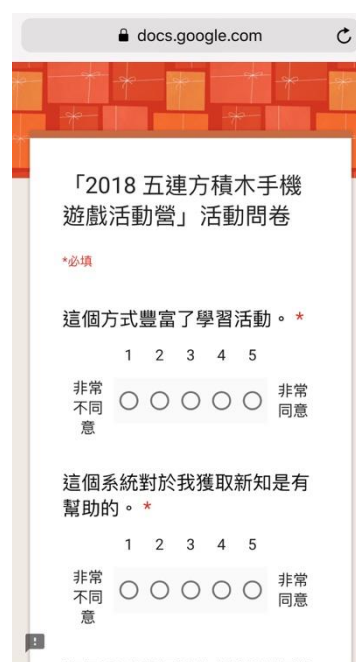 docs.google.com
「2018 五連方積木手機
遊戲活動營」活動問卷
*必填
這個方式豐富了學習活動。 *
1 2 3 4 5
非常
不同
意
非常
同意
這個系統對於我獲取新知是有
幫助的。 *
1 2 3 4 5
非常
不同
意
非常
同意